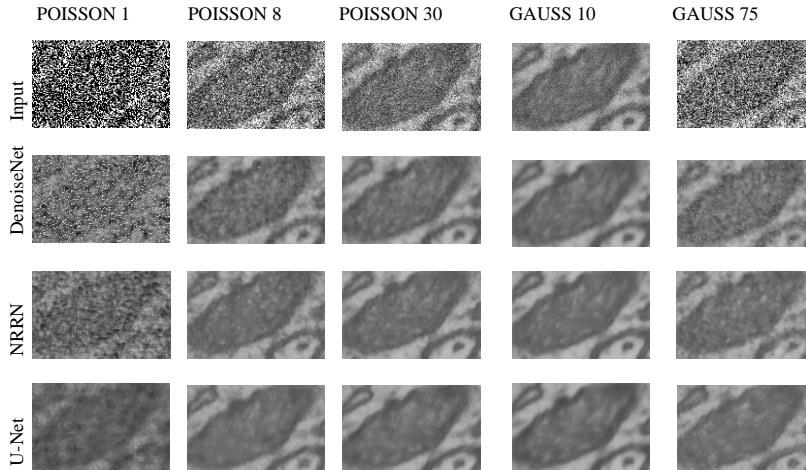 POISSON 1 POISSON 8 POISSON 30 GAUSS 10 GAUSS 75
Input
DenoiseNet
NRRN
U-Net